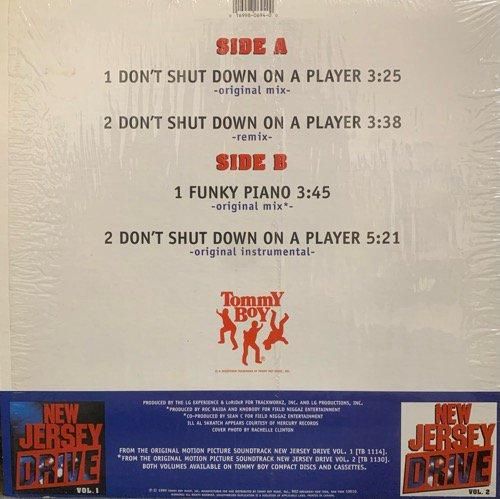 0 16998-0694-0 0
SIDE A
1 DON'T SHUT DOWN ON A PLAYER 3:25
-original mix-
2 DON'T SHUT DOWN ON A PLAYER 3:38
-remix-
SIDE B
1 FUNKY PIANO 3:45
-original mix*-
2 DON'T SHUT DOWN ON A PLAYER 5:21
-original instrumental-
Tommy
Boy
PRODUCED BY THE LG EXPERIENCE & LoRIDER FOR TRACKWORKZ, INC. AND LG PRODUCTIONS, INC.
*PRODUCED BY ROC RAIDA AND KNOBODY FOR FIELD NIGGAZ ENTERTAINMENT
*CO-PRODUCED BY SEAN C FOR FIELD NIGGAZ ENTERTAINMENT
ILL AL SKRATCH APPEARS COURTESY OF MERCURY RECORDS
COVER PHOTO BY RACHELLE CLINTON
FROM THE ORIGINAL MOTION PICTURE SOUNDTRACK NEW JERSEY DRIVE VOL. 1 [TB 1114].
*FROM THE ORIGINAL MOTION PICTURE SOUNDTRACK NEW JERSEY DRIVE VOL. 2 [TB 1130].
BOTH VOLUMES AVAILABLE ON TOMMY BOY COMPACT DISCS AND CASSETTES.
NEW
JERSEY
DRIVE
VOL. 1
NEW
JERSEY
DRIVE
VOL. 2